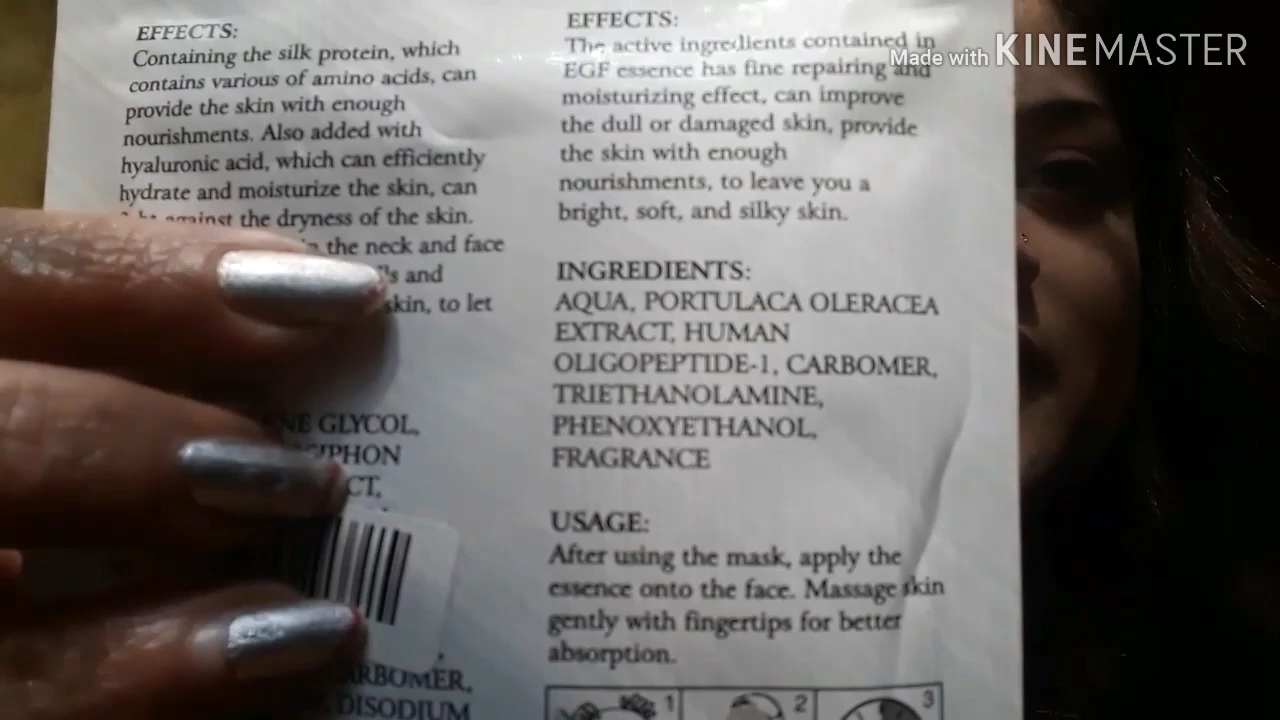 EFFECTS:
Containing the silk protein, which
contains various of amino acids, can
provide the skin with enough
nourishments. Also added with
hyaluronic acid, which can efficiently
hydrate and moisturize the skin, can
against the dryness of the skin.
the neck and face
and
skin, to let
GLYCOL,
DISODIUM
EFFECTS:
The active ingredients contained in
EGF essence has fine repairing and
moisturizing effect, can improve
the dull or damaged skin, provide
the skin with enough
nourishments, to leave you a
bright, soft, and silky skin.
INGREDIENTS:
AQUA, PORTULACA OLERACEA
EXTRACT, HUMAN
OLIGOPEPTIDE-1, CARBOMER,
TRIETHANOLAMINE,
PHENOXYETHANOL,
FRAGRANCE
USAGE:
After using the mask, apply the
essence onto the face. Massage skin
gently with fingertips for better
absorption.
1 2 3
Made with KINEMASTER